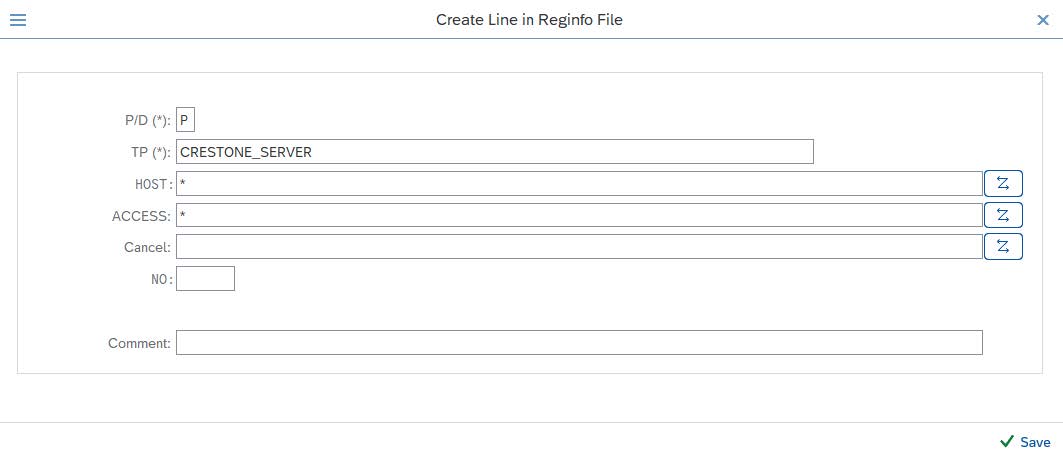 Create Line in Reginfo File
P/D (*): P
TP (*): CRESTONE_SERVER
HOST: *
ACCESS: *
Cancel:
NO:
Comment:
Save